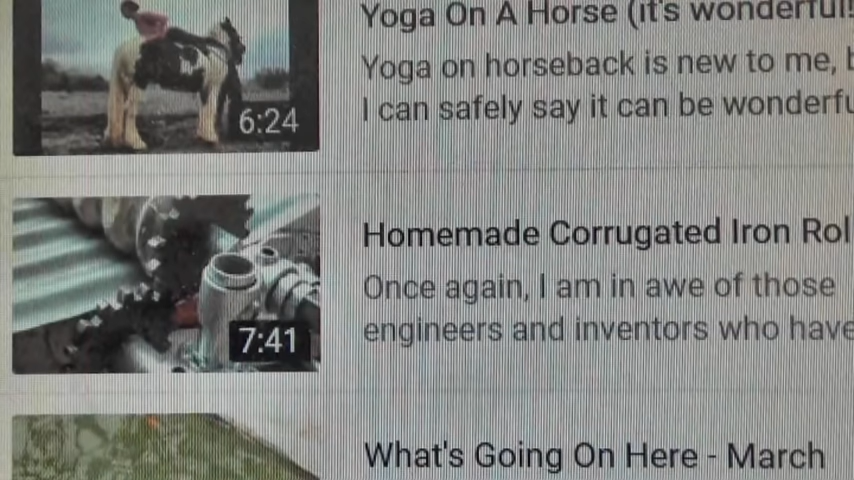 Yoga On A Horse (it's wonderful!
Yoga on horseback is new to me, b
I can safely say it can be wonderfu
6:24
Homemade Corrugated Iron Rol
Once again, I am in awe of those
engineers and inventors who have
7:41
What's Going On Here - March